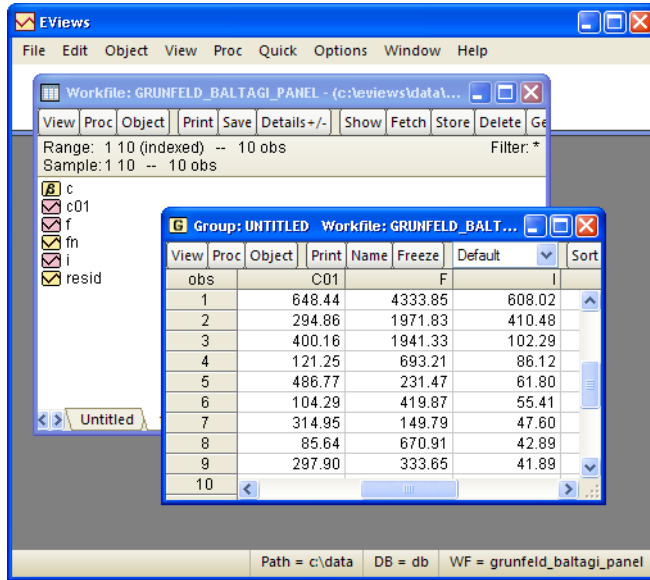 EViews
File Edit Object View Proc Quick Options Window Help
Workfile: GRUNFELD_BALTAGI_PANEL - (c:\eviews\data\...
View Proc Object Print Save Details+/- Show Fetch Store Delete Ge
Range: 1 10 (indexed) -- 10 obs Filter: *
Sample: 1 10 -- 10 obs
β c
c01
f
fn
i
resid
Untitled
G Group: UNTITLED Workfile: GRUNFELD_BALT...
View Proc Object Print Name Freeze Default Sort
obs C01 F I
1 648.44 4333.85 608.02
2 294.86 1971.83 410.48
3 400.16 1941.33 102.29
4 121.25 693.21 86.12
5 486.77 231.47 61.80
6 104.29 419.87 55.41
7 314.95 149.79 47.60
8 85.64 670.91 42.89
9 297.90 333.65 41.89
10
Path = c:\data DB = db WF = grunfeld_baltagi_panel